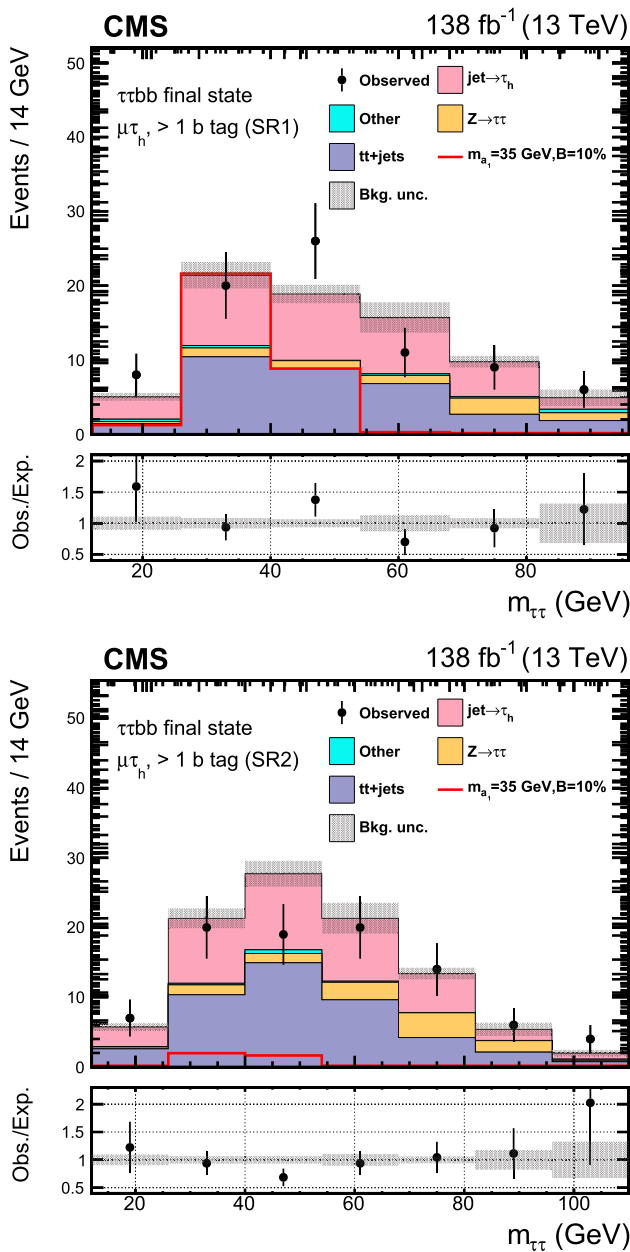 CMS 138 fb⁻¹ (13 TeV)
Events / 14 GeV
50
40
30
20
10
0
ττbb final state
μτₕ, > 1 b tag (SR1)
Observed
jet→τₕ
Other
Z→ττ
tt+jets
mₐ₁=35 GeV,B=10%
Bkg. unc.
Obs./Exp.
2
1.5
1
0.5
20 40 60 80
m_ττ (GeV)
CMS 138 fb⁻¹ (13 TeV)
Events / 14 GeV
50
40
30
20
10
0
ττbb final state
μτₕ, > 1 b tag (SR2)
Observed
jet→τₕ
Other
Z→ττ
tt+jets
mₐ₁=35 GeV,B=10%
Bkg. unc.
Obs./Exp.
2
1.5
1
0.5
20 40 60 80 100
m_ττ (GeV)